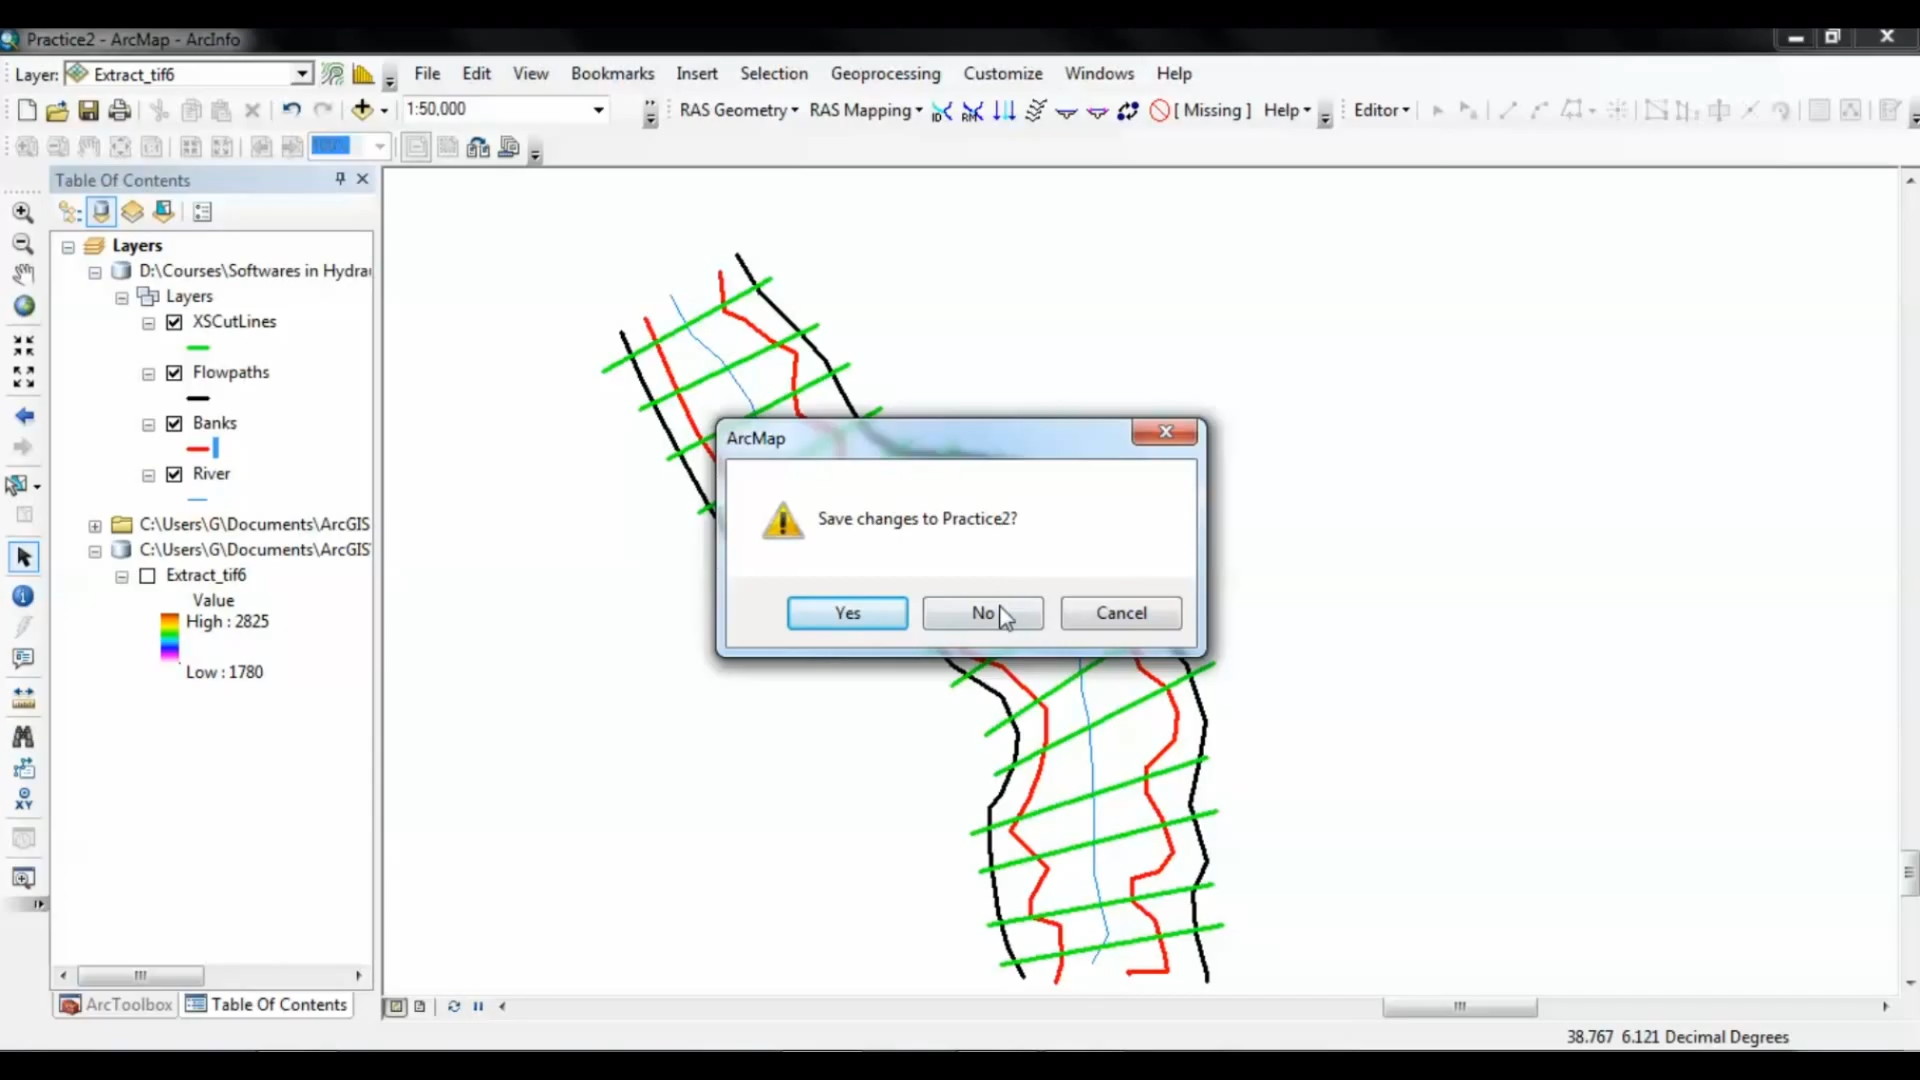 Practice2 - ArcMap - ArcInfo
Layer: Extract_tif6 File Edit View Bookmarks Insert Selection Geoprocessing Customize Windows Help
1:50,000 RAS Geometry RAS Mapping ID RM [ Missing ] Help Editor
Table Of Contents
Layers
D:\Courses\Softwares in Hydra
Layers
XSCutLines
Flowpaths
Banks
River
C:\Users\G\Documents\ArcGIS
C:\Users\G\Documents\ArcGIS
Extract_tif6
Value
High : 2825
Low : 1780
XY
ArcMap
Save changes to Practice2?
Yes No Cancel
ArcToolbox Table Of Contents
38.767 6.121 Decimal Degrees